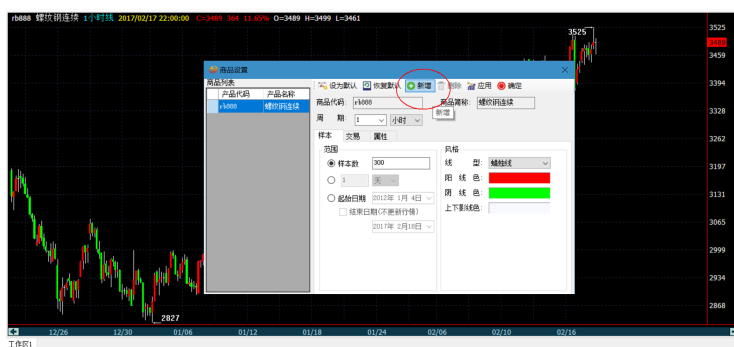 rb888 螺纹钢连续 1小时线 2017/02/17 22:00:00 C=3489 364 11.65% O=3489 H=3499 L=3461
3525
3525
3489
3459
商品设置
商品列表
设为默认 恢复默认 新增 删除 应用 确定
产品代码 产品名称
3394
rb888 螺纹钢连续
商品代码: rb888 商品简称: 螺纹钢连续
新增
周 期: 1 小时
3328
样本 交易 属性
3262
范围 风格
样本数 300 线 型: 蜡烛线
3197
1 天 阳 线 色:
阴 线 色:
3131
起始日期 2012年 1月 4日
上下影线色:
结束日期(不更新行情)
3065
2017年 2月18日
2999
2934
2868
2827
12/26 12/30 01/06 01/12 01/18 01/24 02/06 02/10 02/16
工作区1